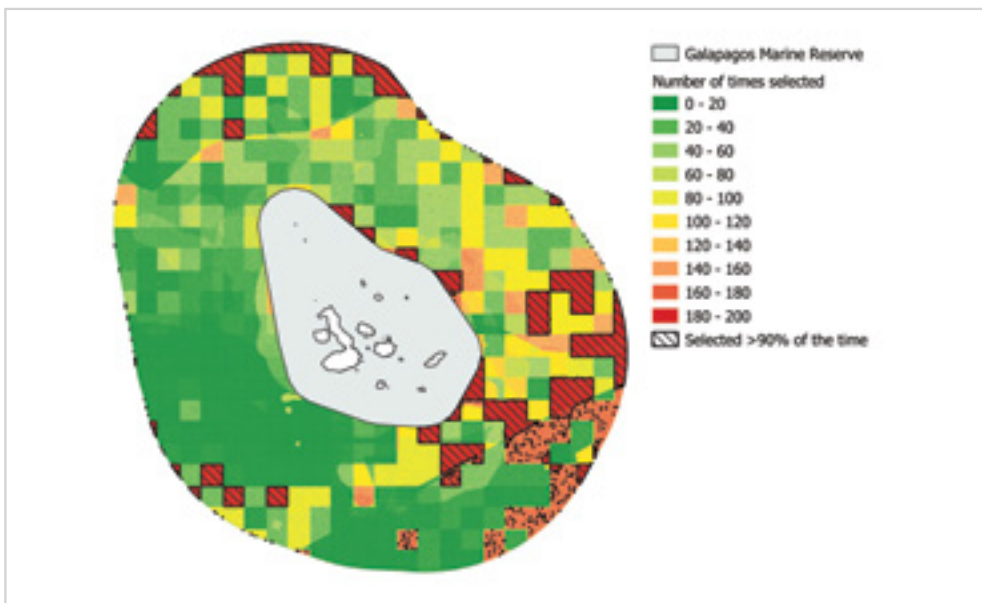 Galapagos Marine Reserve
Number of times selected
0 - 20
20 - 40
40 - 60
60 - 80
80 - 100
100 - 120
120 - 140
140 - 160
160 - 180
180 - 200
Selected >90% of the time